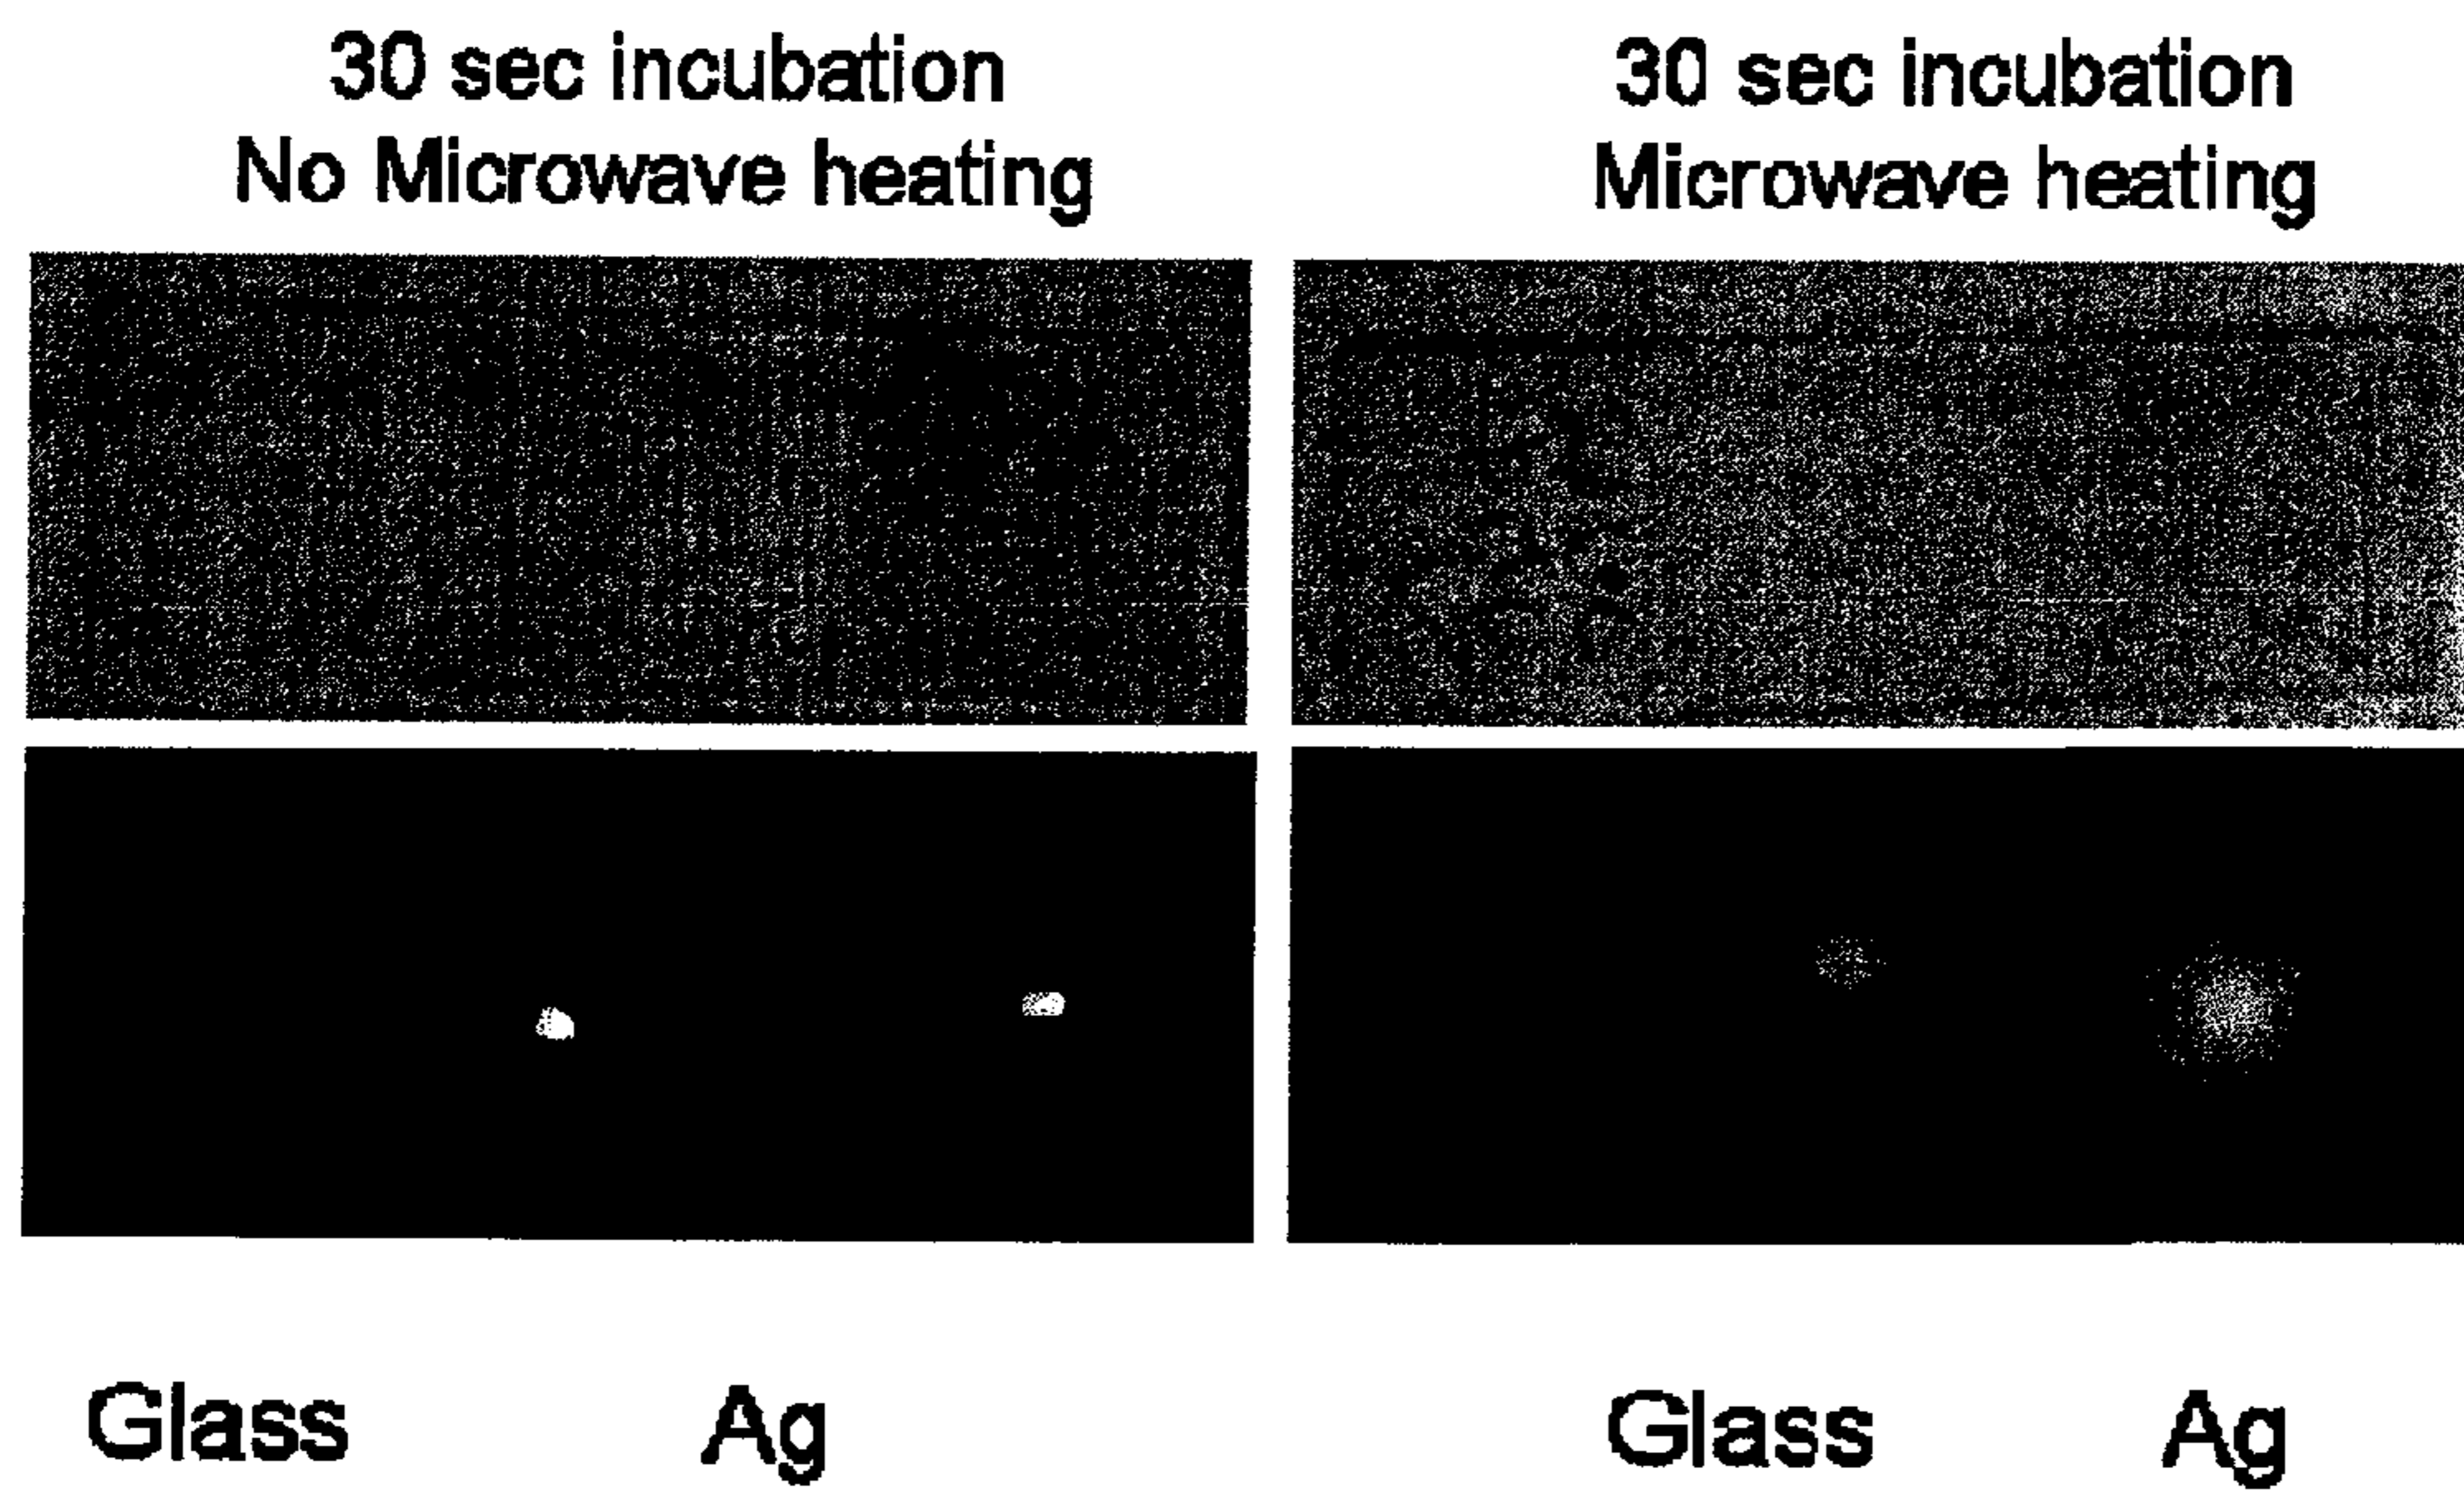 30 sec incubation
No Microwave heating
30 sec incubation
Microwave heating
Glass
Ag
Glass
Ag